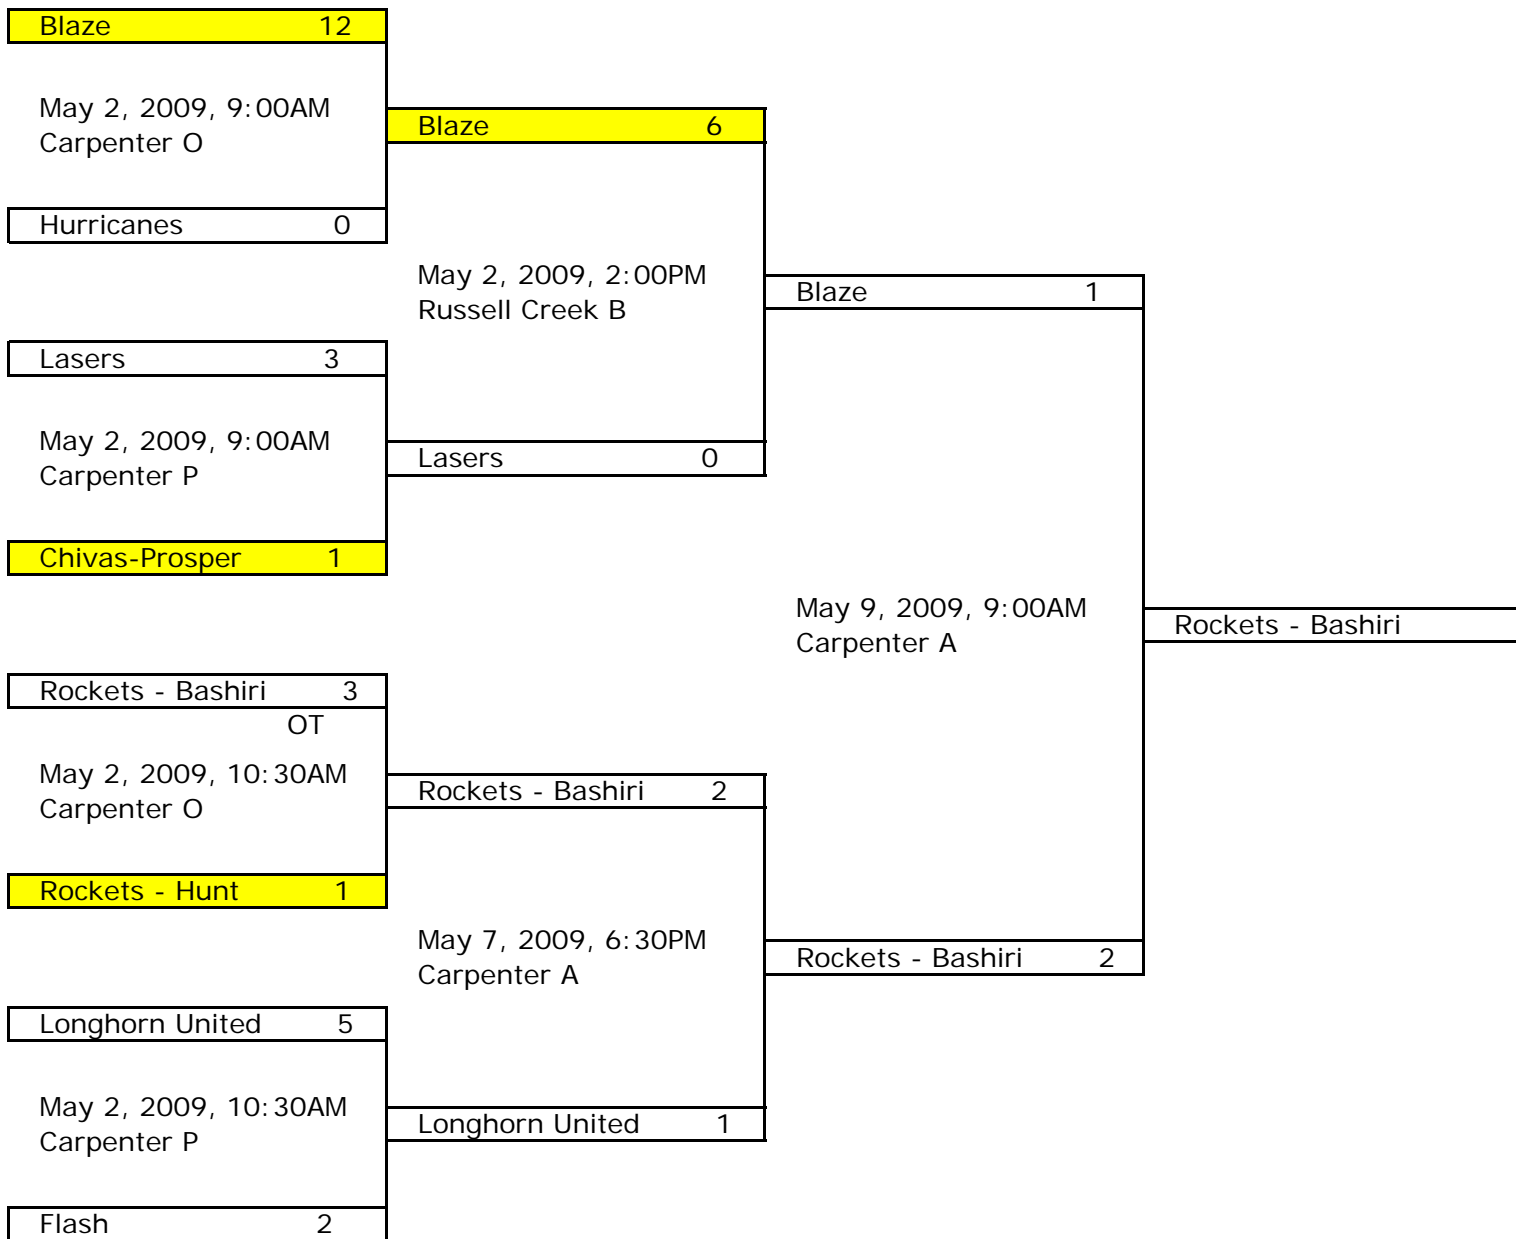 Blaze 12
May 2, 2009, 9:00AM
Carpenter O
Hurricanes 0
Lasers 3
May 2, 2009, 9:00AM
Carpenter P
Chivas-Prosper 1
Rockets - Bashiri 3
OT
May 2, 2009, 10:30AM
Carpenter O
Rockets - Hunt 1
Longhorn United 5
May 2, 2009, 10:30AM
Carpenter P
Flash 2
Blaze 6
May 2, 2009, 2:00PM
Russell Creek B
Lasers 0
Rockets - Bashiri 2
May 7, 2009, 6:30PM
Carpenter A
Longhorn United 1
Blaze 1
May 9, 2009, 9:00AM
Carpenter A
Rockets - Bashiri 2
Rockets - Bashiri